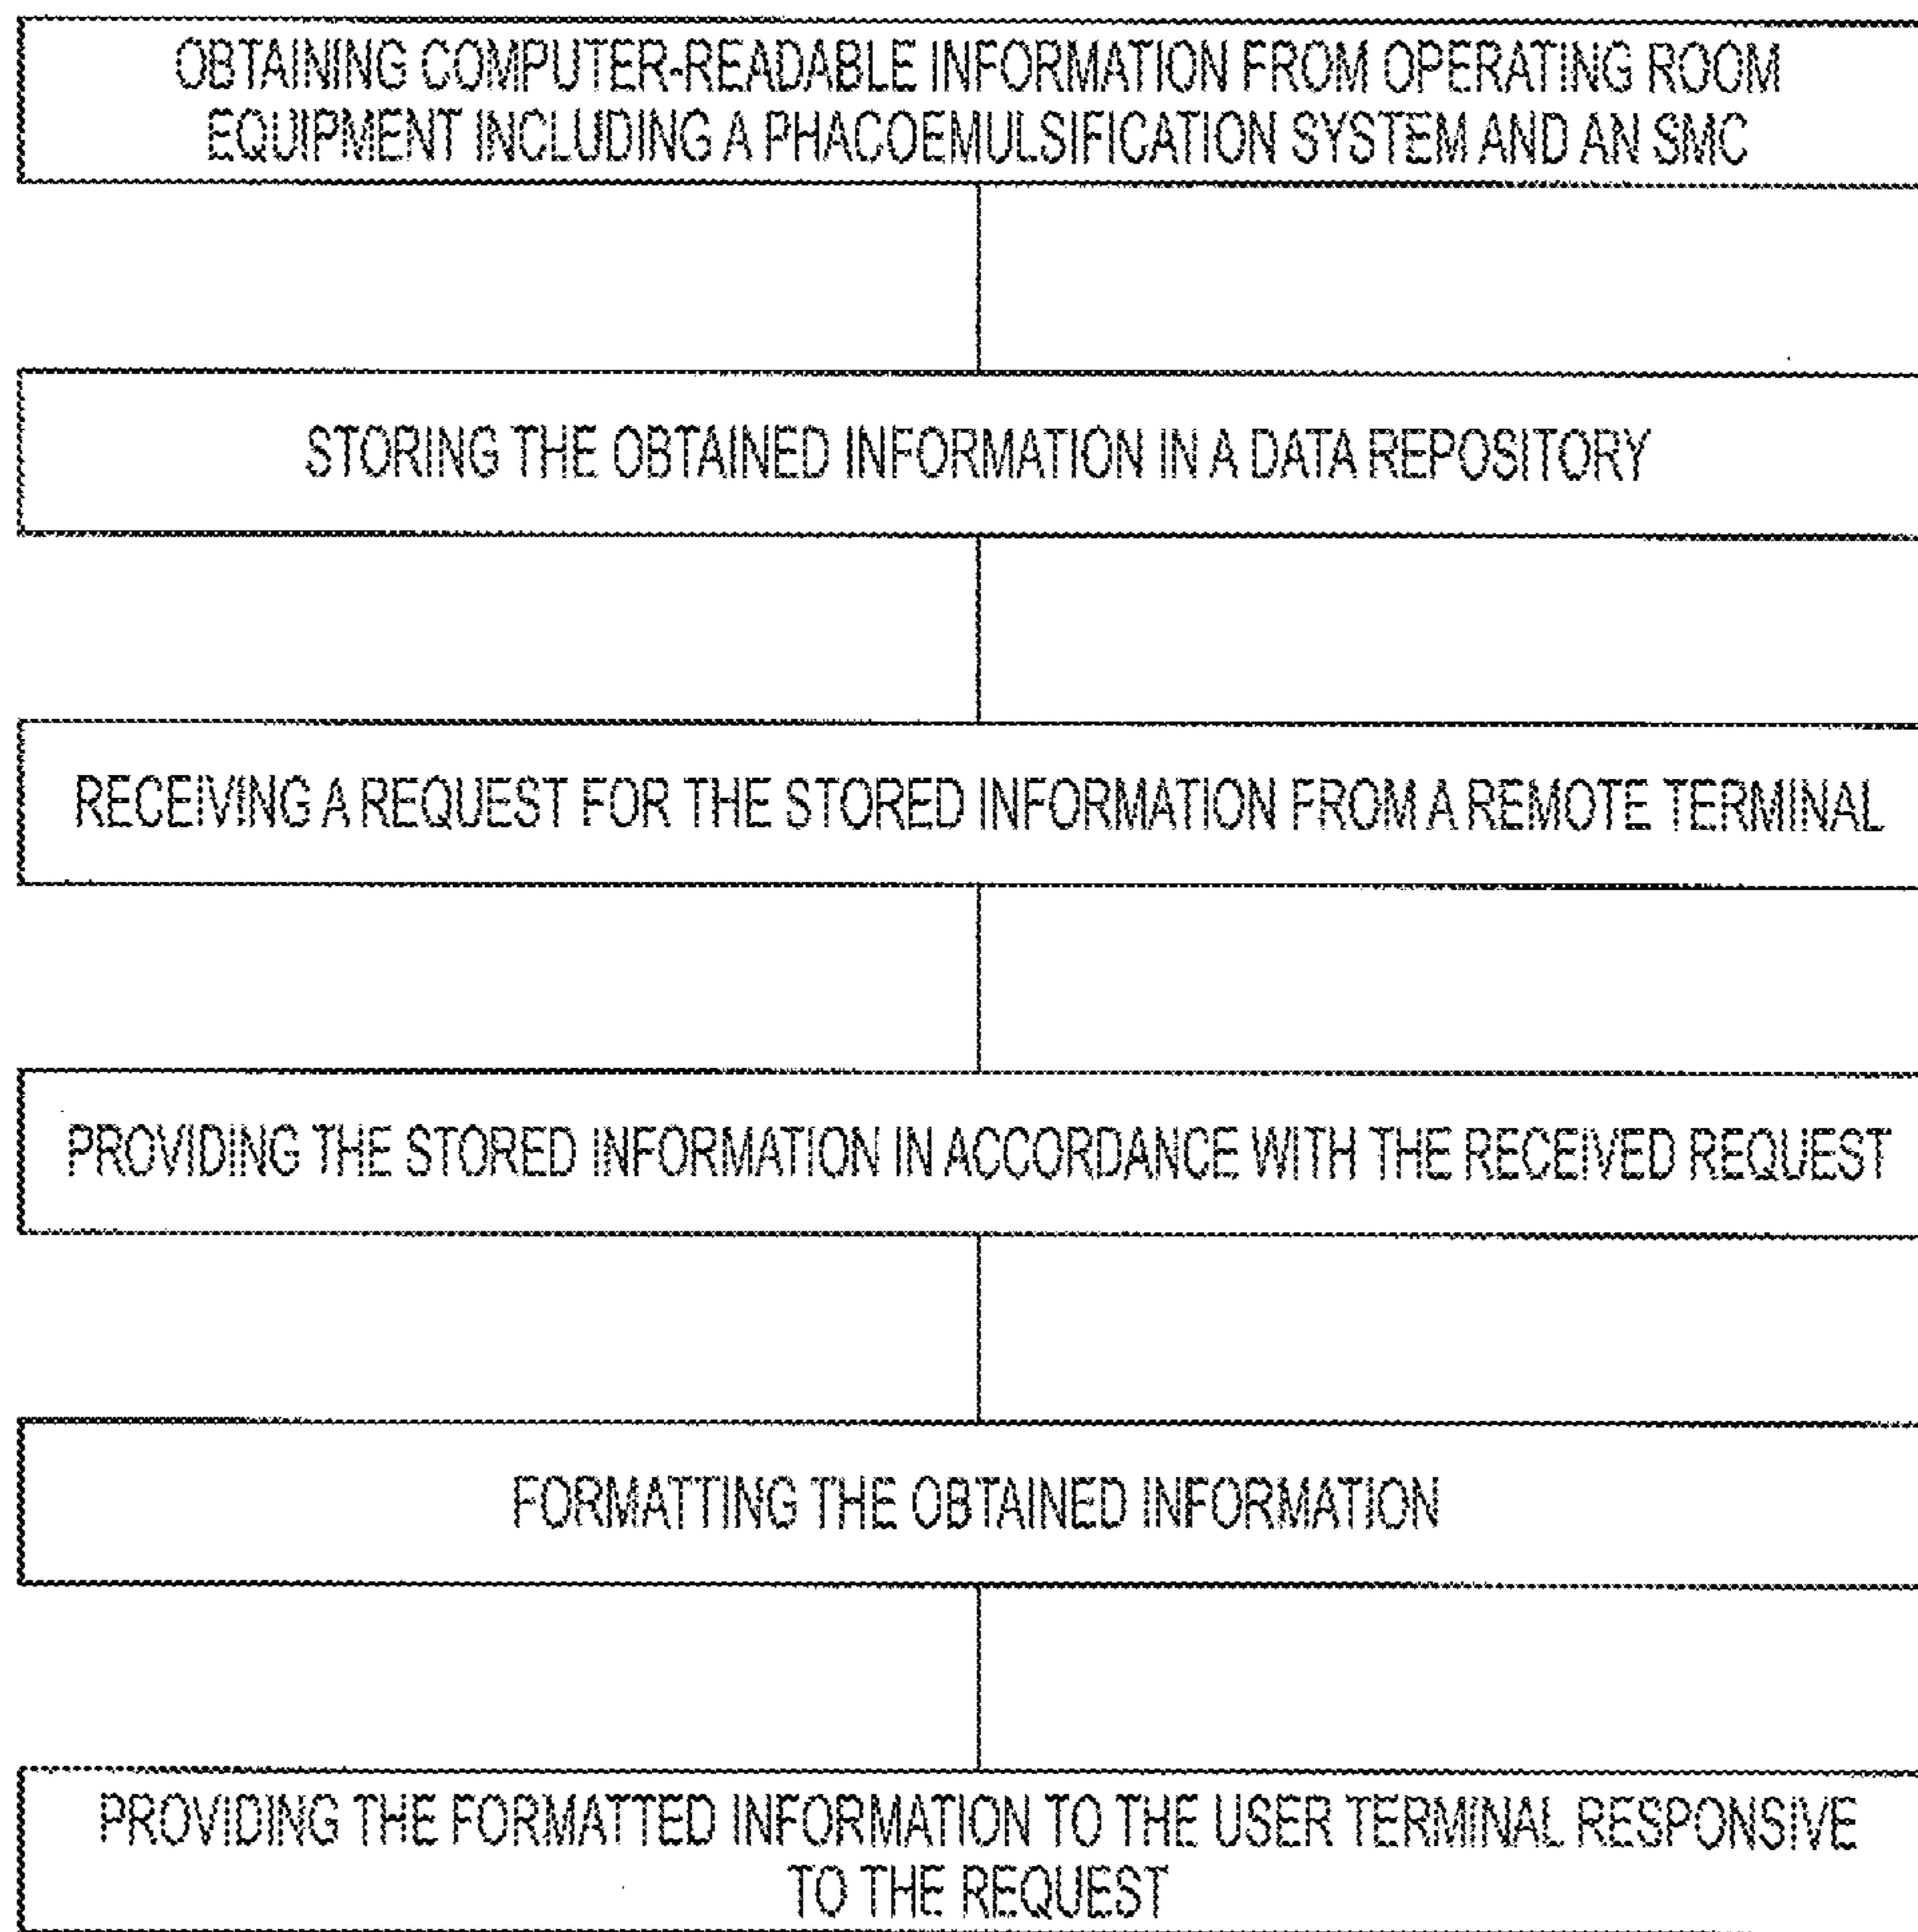 OBTAINING COMPUTER-READABLE INFORMATION FROM OPERATING ROOM
EQUIPMENT INCLUDING A PHACOEMULSIFICATION SYSTEM AND AN SMC
STORING THE OBTAINED INFORMATION IN A DATA REPOSITORY
RECEIVING A REQUEST FOR THE STORED INFORMATION FROM A REMOTE TERMINAL
PROVIDING THE STORED INFORMATION IN ACCORDANCE WITH THE RECEIVED REQUEST
FORMATTING THE OBTAINED INFORMATION
PROVIDING THE FORMATTED INFORMATION TO THE USER TERMINAL RESPONSIVE
TO THE REQUEST